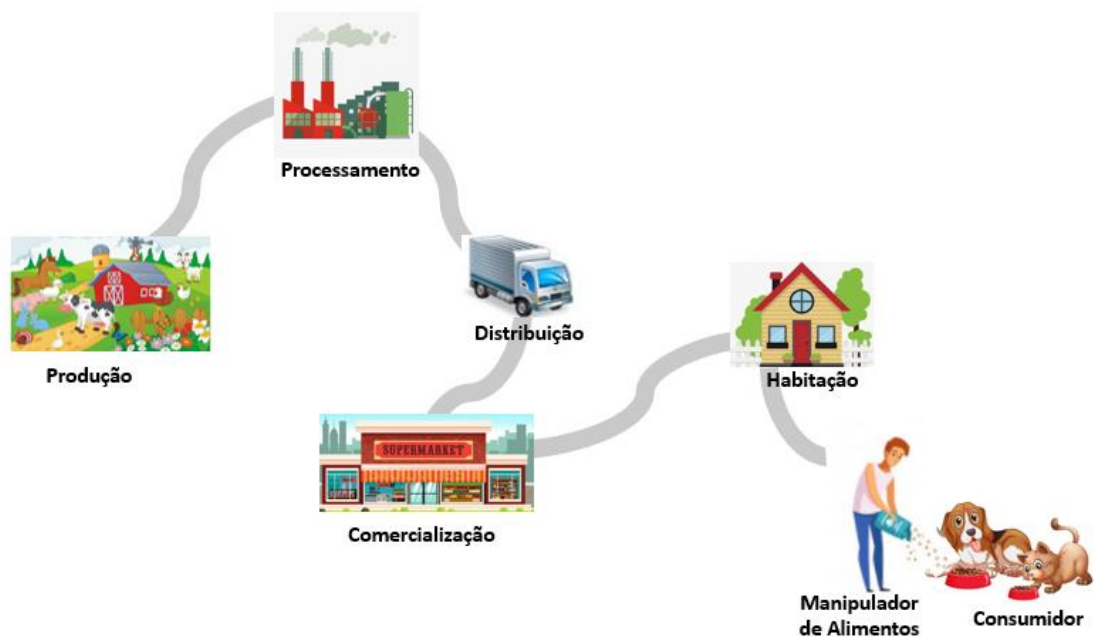 Processamento
Produção
Distribuição
Habitação
SUPERMARKET
Comercialização
Manipulador
de Alimentos
Consumidor